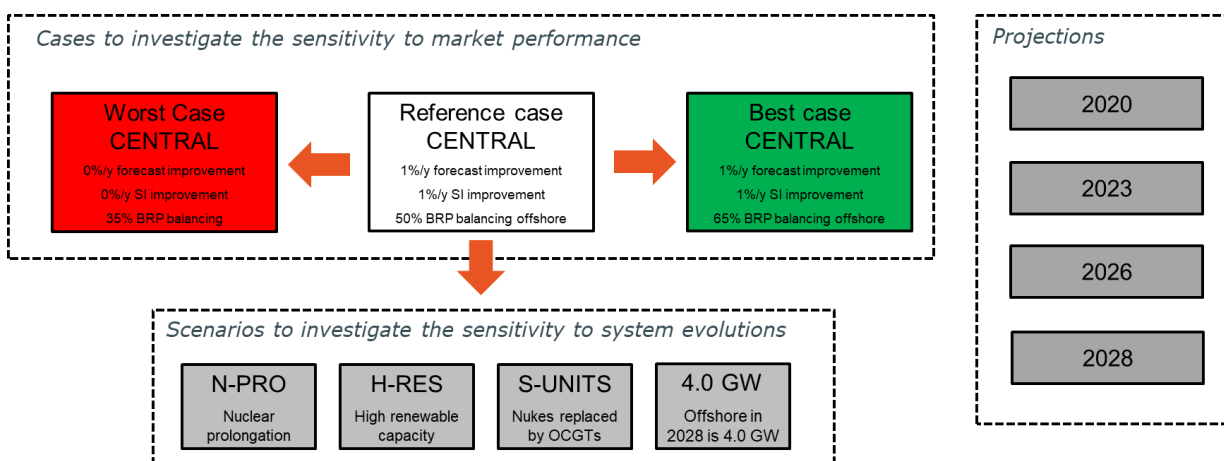 Cases to investigate the sensitivity to market performance
Worst Case
CENTRAL
0%/y forecast improvement
0%/y SI improvement
35% BRP balancing
Reference case
CENTRAL
1%/y forecast improvement
1%/y SI improvement
50% BRP balancing offshore
Best case
CENTRAL
1%/y forecast improvement
1%/y SI improvement
65% BRP balancing offshore
Scenarios to investigate the sensitivity to system evolutions
N-PRO
Nuclear
prolongation
H-RES
High renewable
capacity
S-UNITS
Nukes replaced
by OCGTs
4.0 GW
Offshore in
2028 is 4.0 GW
Projections
2020
2023
2026
2028